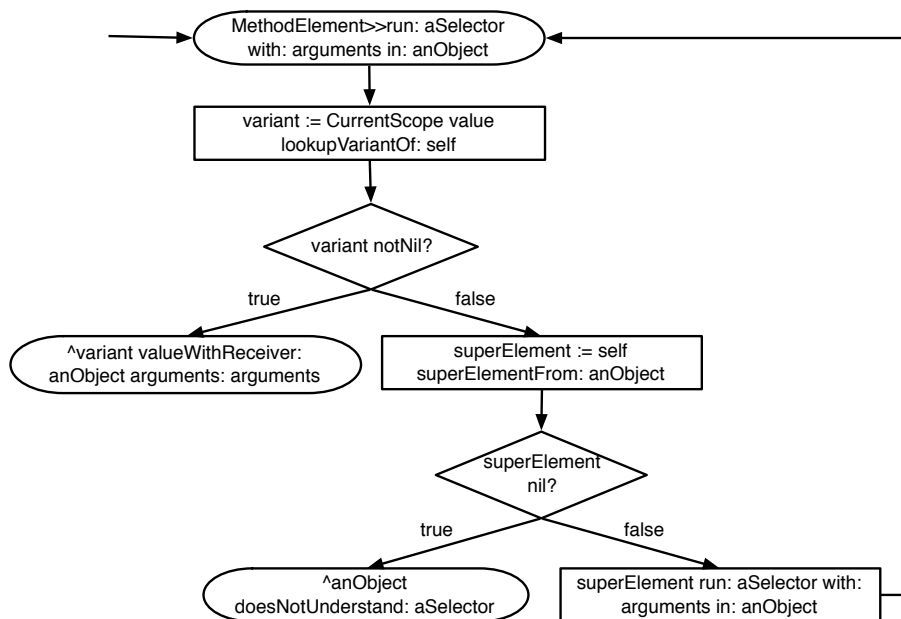 MethodElement>>run: aSelector
with: arguments in: anObject
variant := CurrentScope value
lookupVariantOf: self
variant notNil?
true
false
^variant valueWithReceiver:
anObject arguments: arguments
superElement := self
superElementFrom: anObject
superElement
nil?
true
false
^anObject
doesNotUnderstand: aSelector
superElement run: aSelector with:
arguments in: anObject